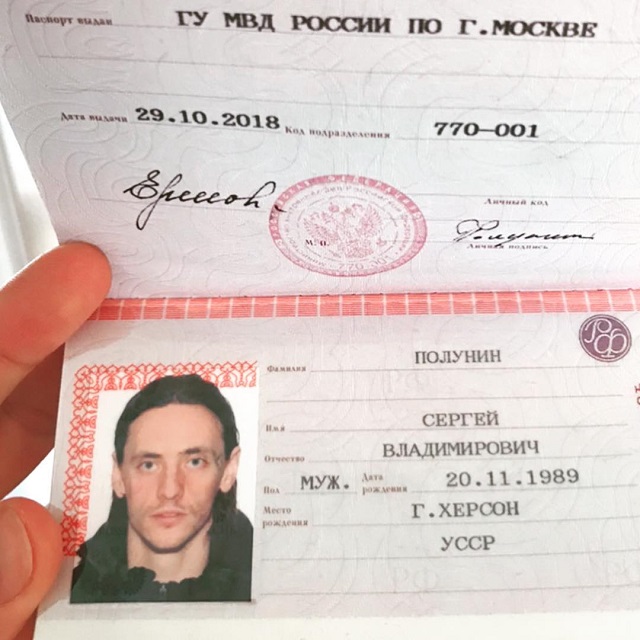 Паспорт выдан ГУ МВД РОССИИ ПО Г.МОСКВЕ
Дата выдачи 29.10.2018 Код подразделения 770-001
Личный код
М.П.
Личная подпись
РФ
Фамилия ПОЛУНИН
Имя СЕРГЕЙ
Отчество ВЛАДИМИРОВИЧ
Пол МУЖ. Дата рождения 20.11.1989
Место рождения Г.ХЕРСОН
УССР